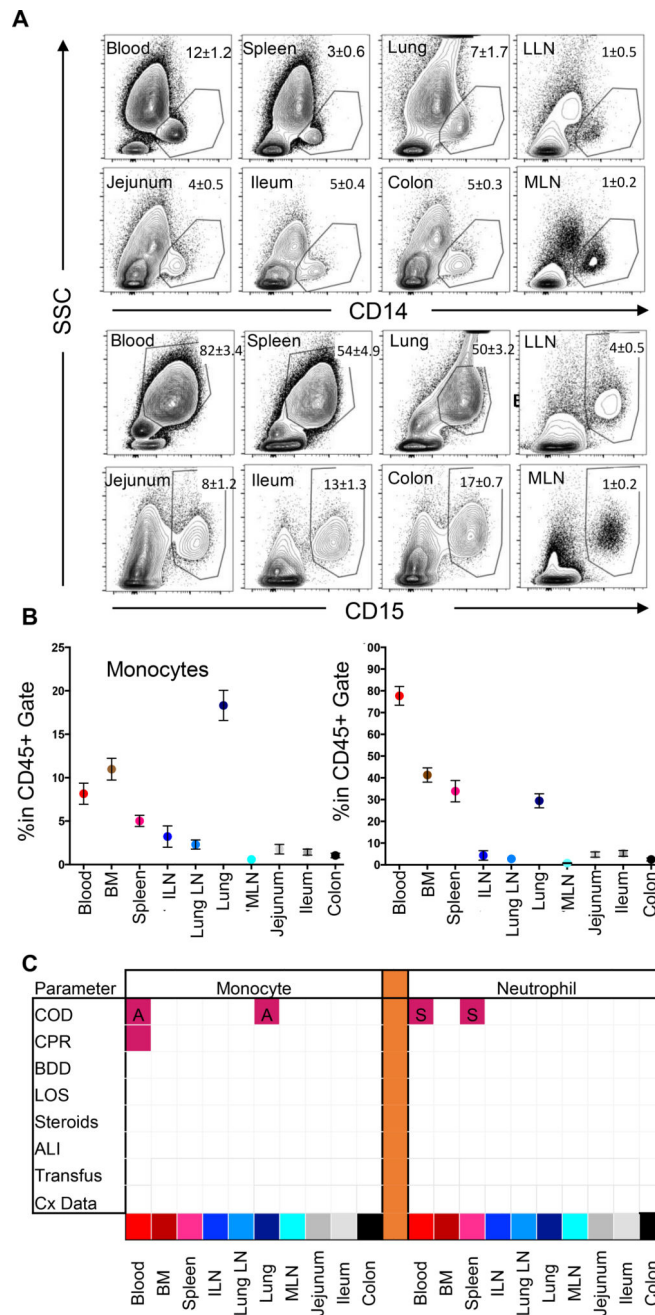 A
Blood 12±1.2 Spleen 3±0.6 Lung 7±1.7 LLN 1±0.5
Jejunum 4±0.5 Ileum 5±0.4 Colon 5±0.3 MLN 1±0.2
SSC
CD14
Blood 82±3.4 Spleen 54±4.9 Lung 50±3.2 LLN 4±0.5
Jejunum 8±1.2 Ileum 13±1.3 Colon 17±0.7 MLN 1±0.2
CD15
B
Monocytes
%in CD45+ Gate
25
20
15
10
5
0
Blood BM Spleen ILN Lung LN Lung MLN Jejunum Ileum Colon
%in CD45+ Gate
00
90
80
70
60
50
40
30
20
10
0
Blood BM Spleen ILN Lung LN Lung MLN Jejunum Ileum Colon
C
Parameter Monocyte Neutrophil
COD A A S S
CPR
BDD
LOS
Steroids
ALI
Transfus
Cx Data
Blood BM Spleen ILN Lung LN Lung MLN Jejunum Ileum Colon Blood BM Spleen ILN Lung LN Lung MLN Jejunum Ileum Colon